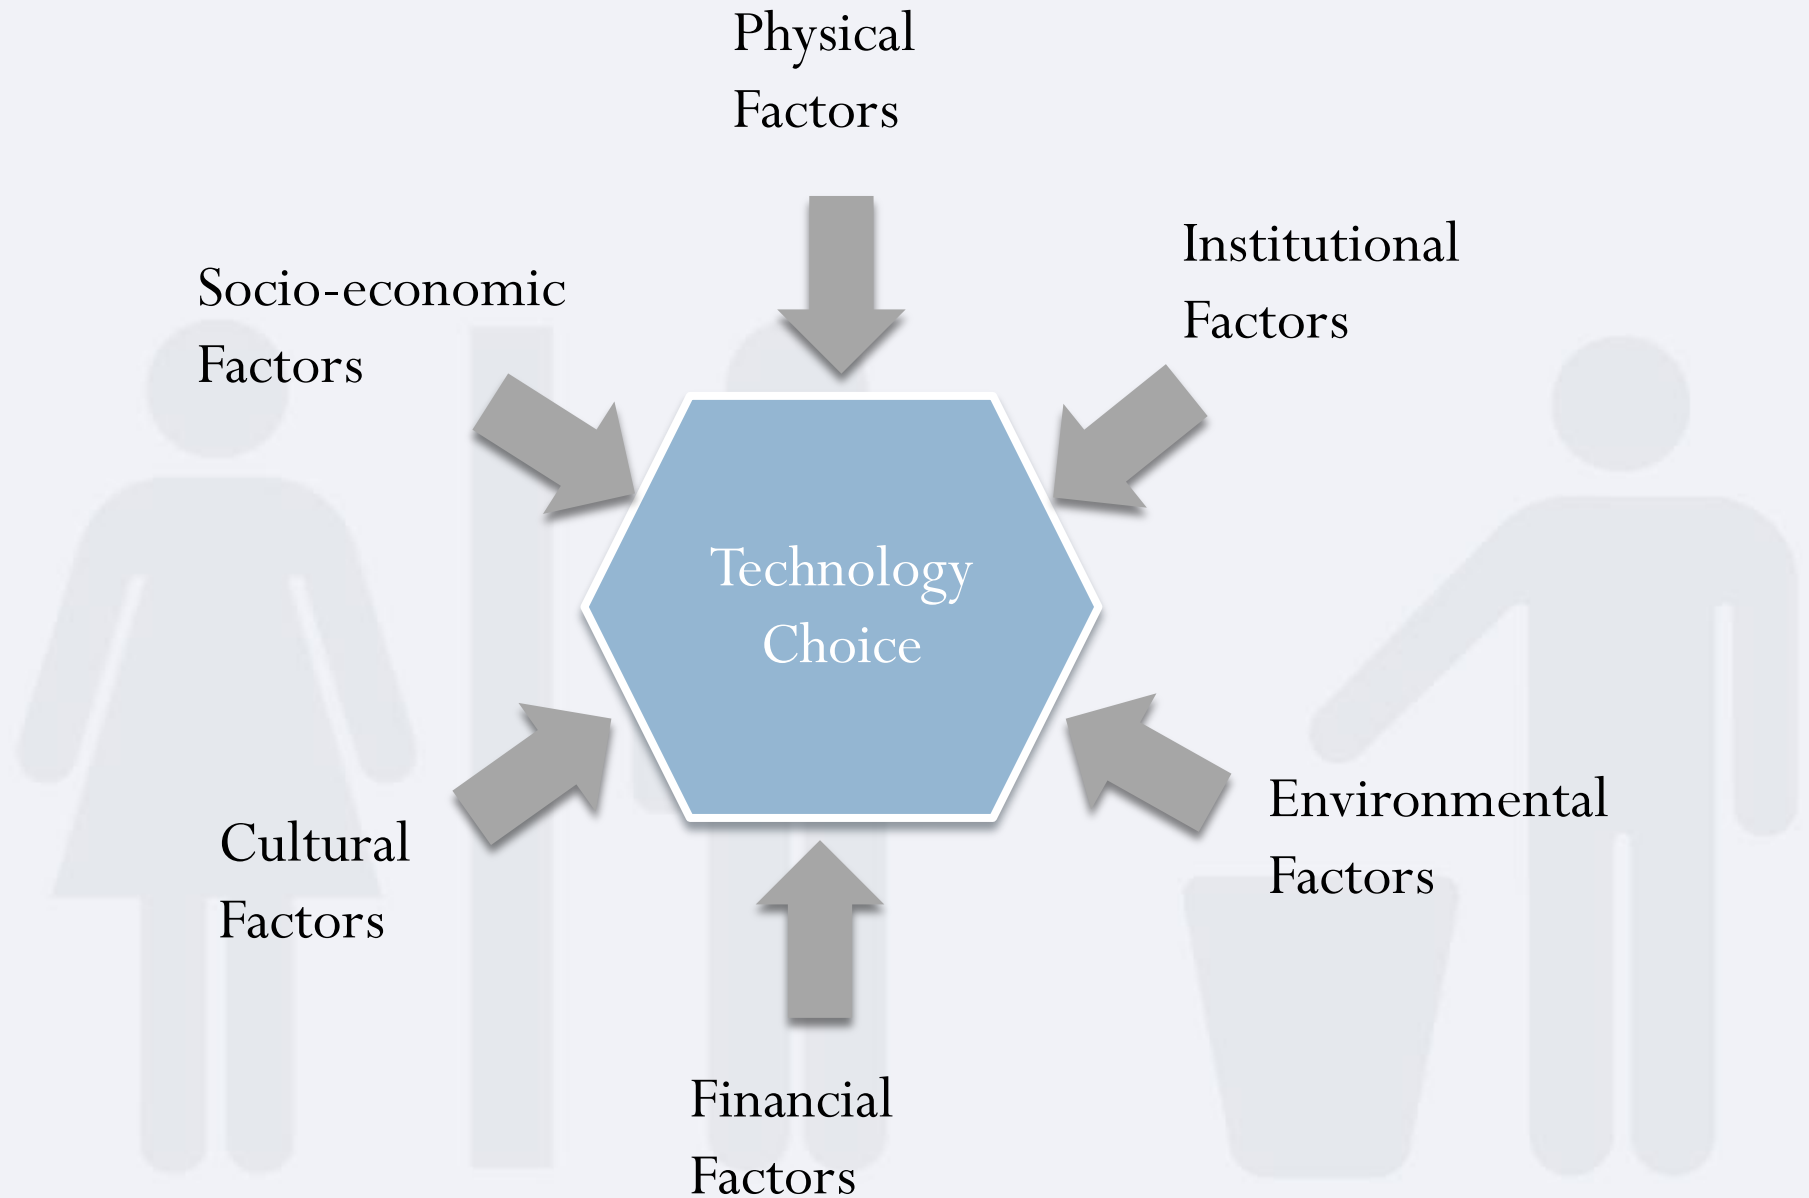 Physical
Factors
Institutional
Factors
Socio-economic
Factors
Technology
Choice
Environmental
Factors
Cultural
Factors
Financial
Factors